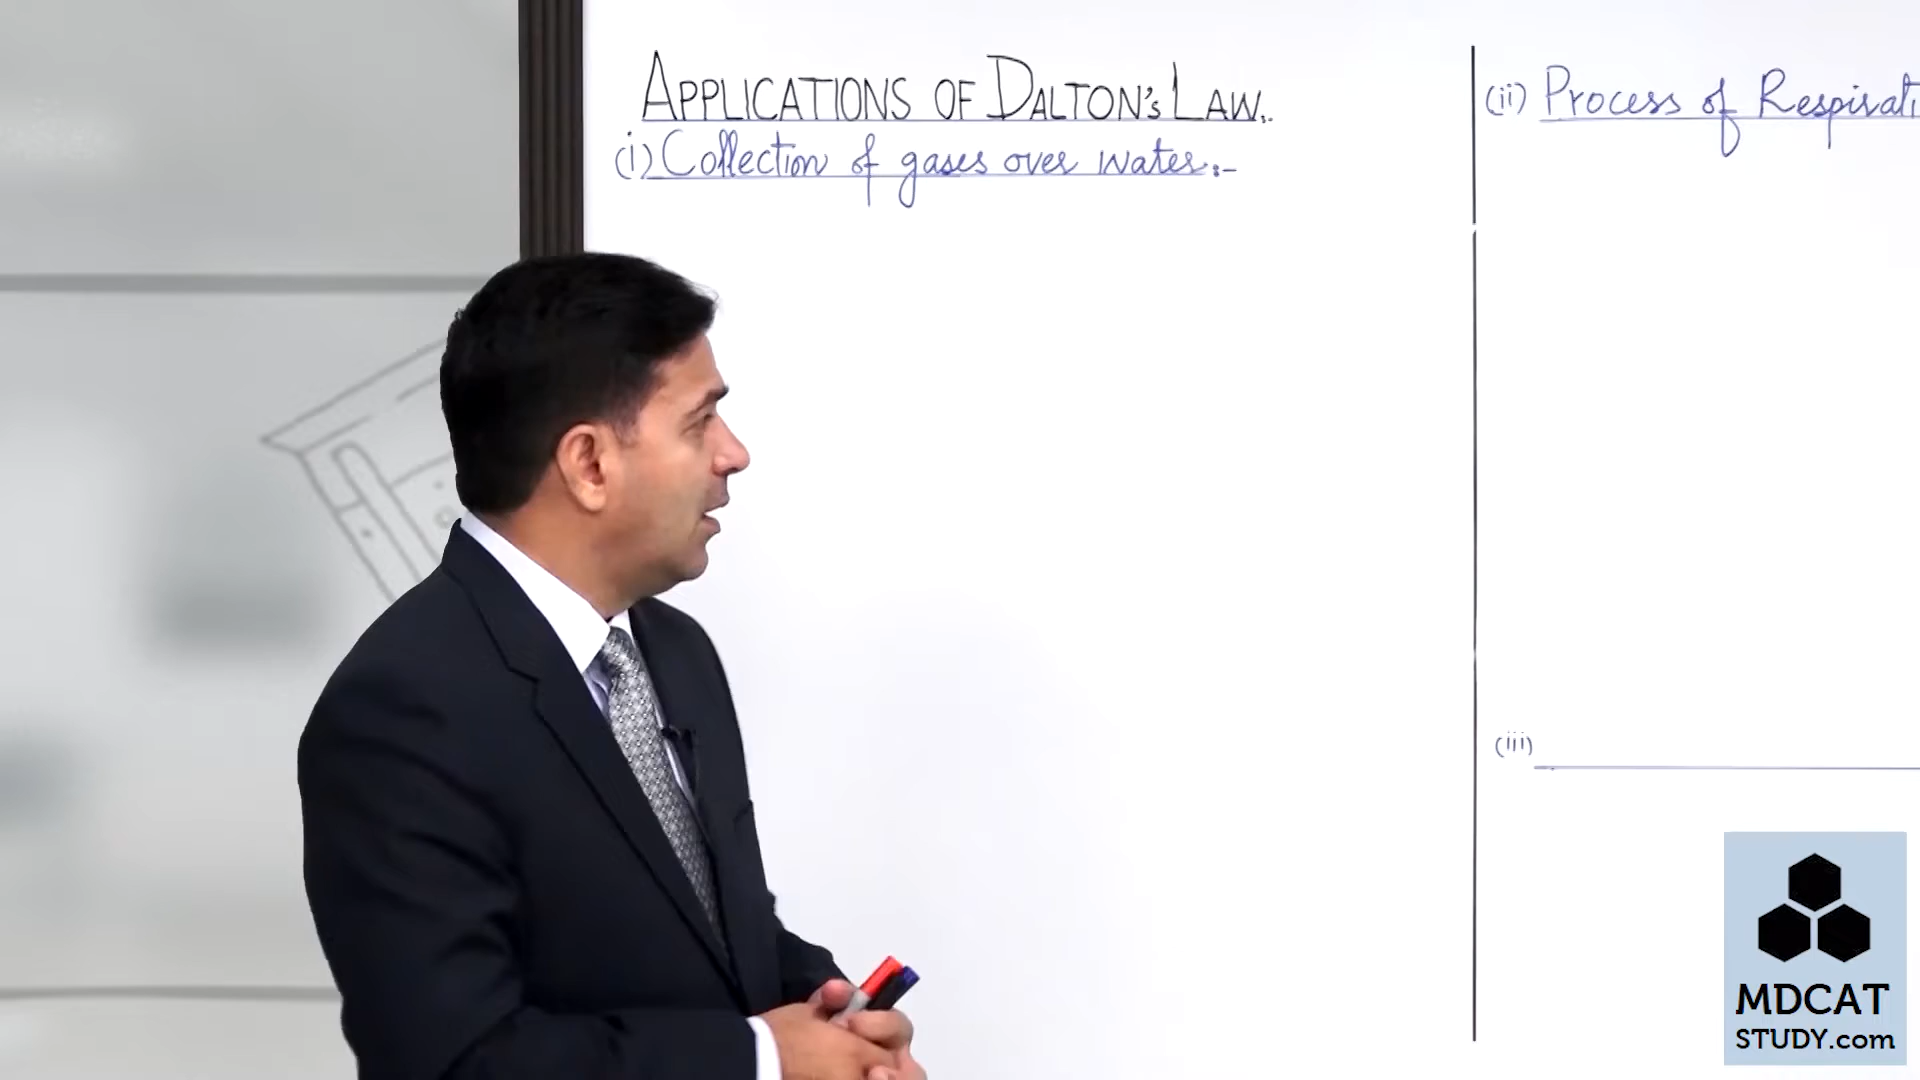 APPLICATIONS OF DALTON'S LAW:.
(i) Collection of gases over water:-
(ii) Process of Respirati
(iii)
MDCAT
STUDY.com